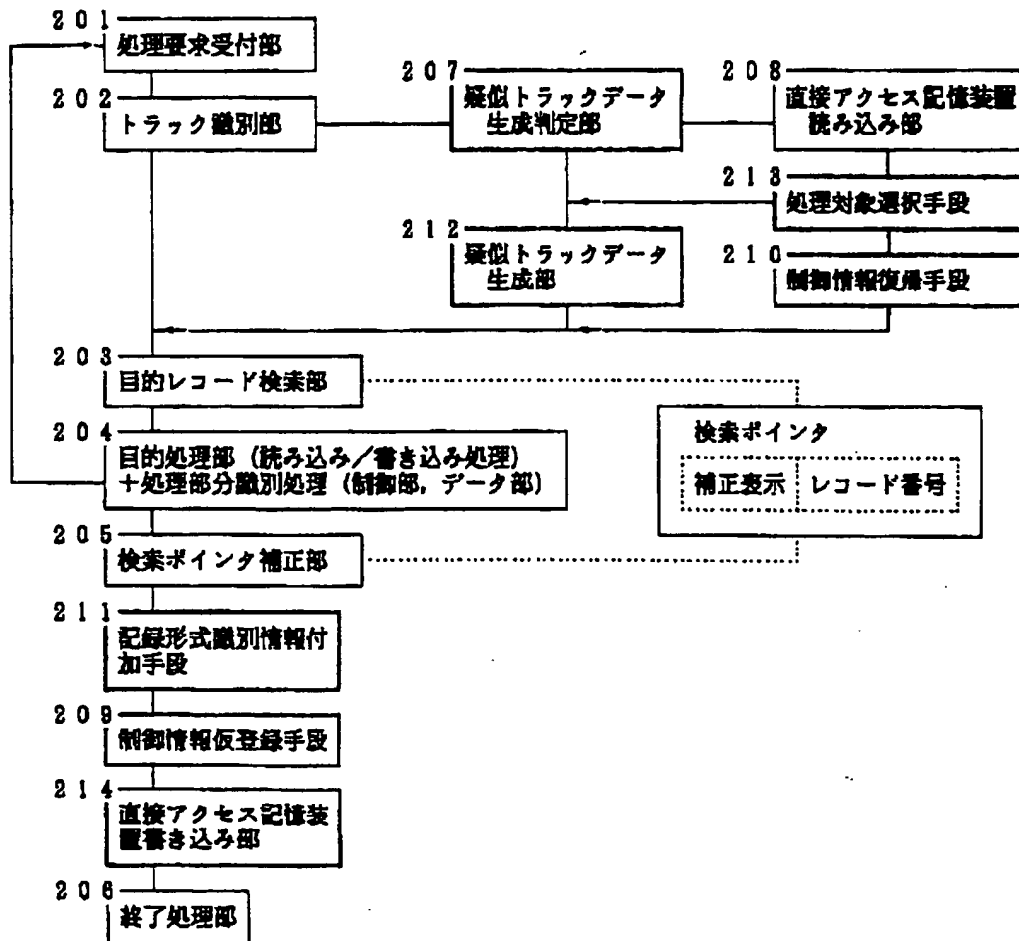 201
処理要求受付部
202
トラック識別部
207
疑似トラックデータ
生成判定部
208
直接アクセス記憶装置
読み込み部
213
処理対象選択手段
212
疑似トラックデータ
生成部
210
制御情報復帰手段
203
目的レコード検索部
204
目的処理部(読み込み/書き込み処理)
+処理部分識別処理(制御部,データ部)
検索ポインタ
補正表示
レコード番号
205
検索ポインタ補正部
211
記録形式識別情報付
加手段
209
制御情報仮登録手段
214
直接アクセス記憶装
置書き込み部
206
終了処理部